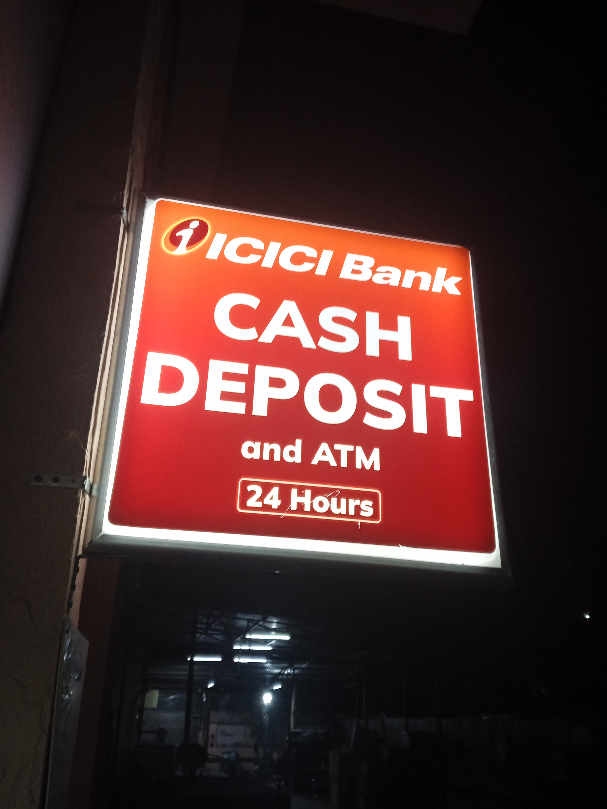 i ICICI Bank
CASH
DEPOSIT
and ATM
24 Hours